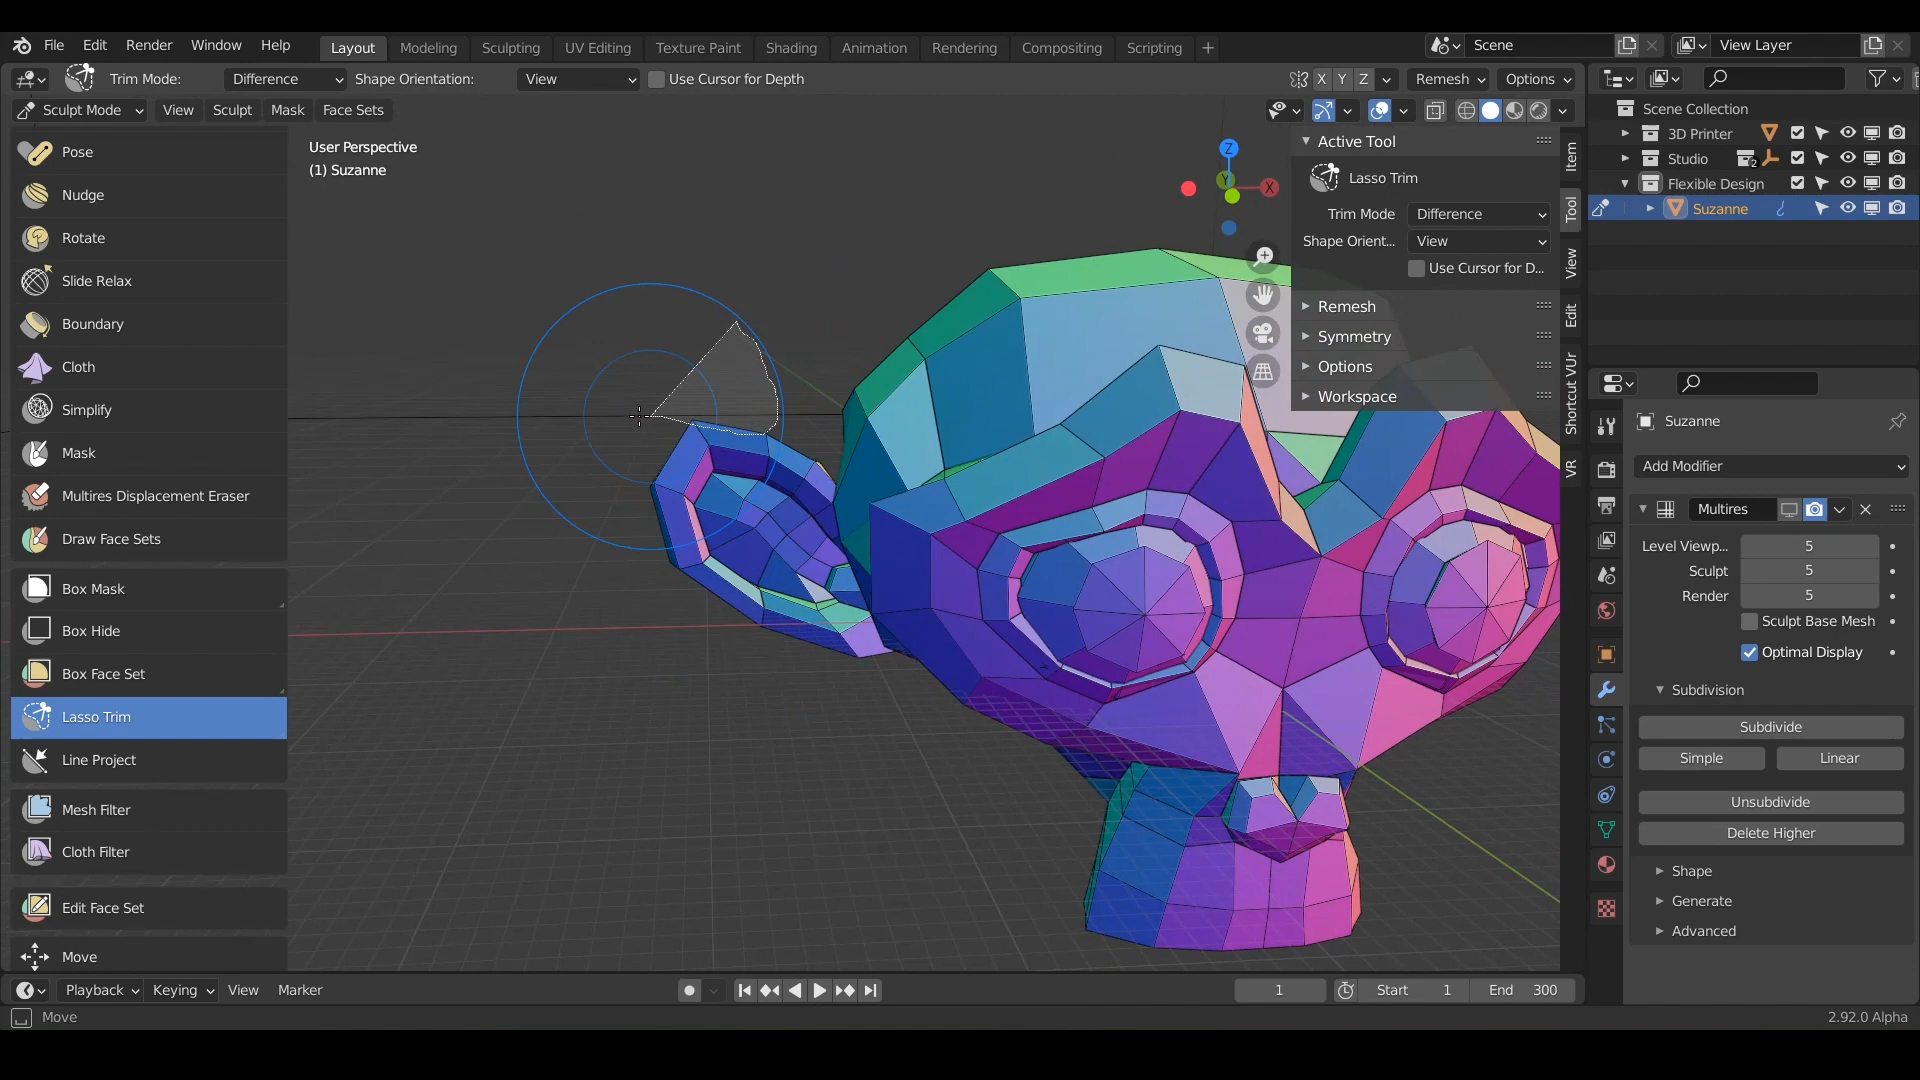 File Edit Render Window Help Layout Modeling Sculpting UV Editing Texture Paint Shading Animation Rendering Compositing Scripting + Scene View Layer
Trim Mode: Difference Shape Orientation: View Use Cursor for Depth X Y Z Remesh Options
Sculpt Mode View Sculpt Mask Face Sets
Pose
Nudge
Rotate
Slide Relax
Boundary
Cloth
Simplify
Mask
Multires Displacement Eraser
Draw Face Sets
Box Mask
Box Hide
Box Face Set
Lasso Trim
Line Project
Mesh Filter
Cloth Filter
Edit Face Set
Move
User Perspective
(1) Suzanne
Z
Y
X
Active Tool
Lasso Trim
Trim Mode Difference
Shape Orient... View
Use Cursor for D...
Remesh
Symmetry
Options
Workspace
Item
Tool
View
Edit
Shortcut VUr
VR
Scene Collection
3D Printer
Studio 2
Flexible Design
Suzanne
Suzanne
Add Modifier
Multires
Level Viewp... 5
Sculpt 5
Render 5
Sculpt Base Mesh
Optimal Display
Subdivision
Subdivide
Simple Linear
Unsubdivide
Delete Higher
Shape
Generate
Advanced
Playback Keying View Marker 1 Start 1 End 300
Move 2.92.0 Alpha